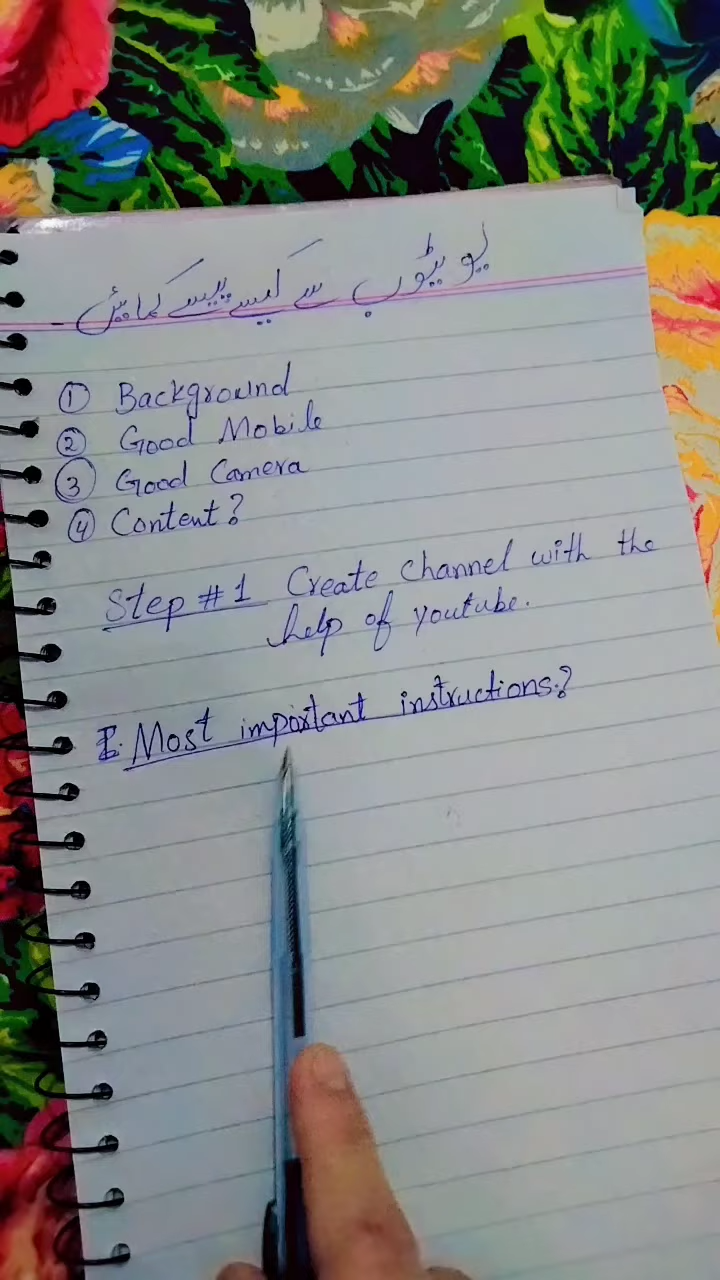 یوٹیوب سے کیسے پیسے کمائیں -
① Background
② Good Mobile
③ Good Camera
④ Content?
Step #1 Create channel with the
help of youtube.
I. Most important instructions:?